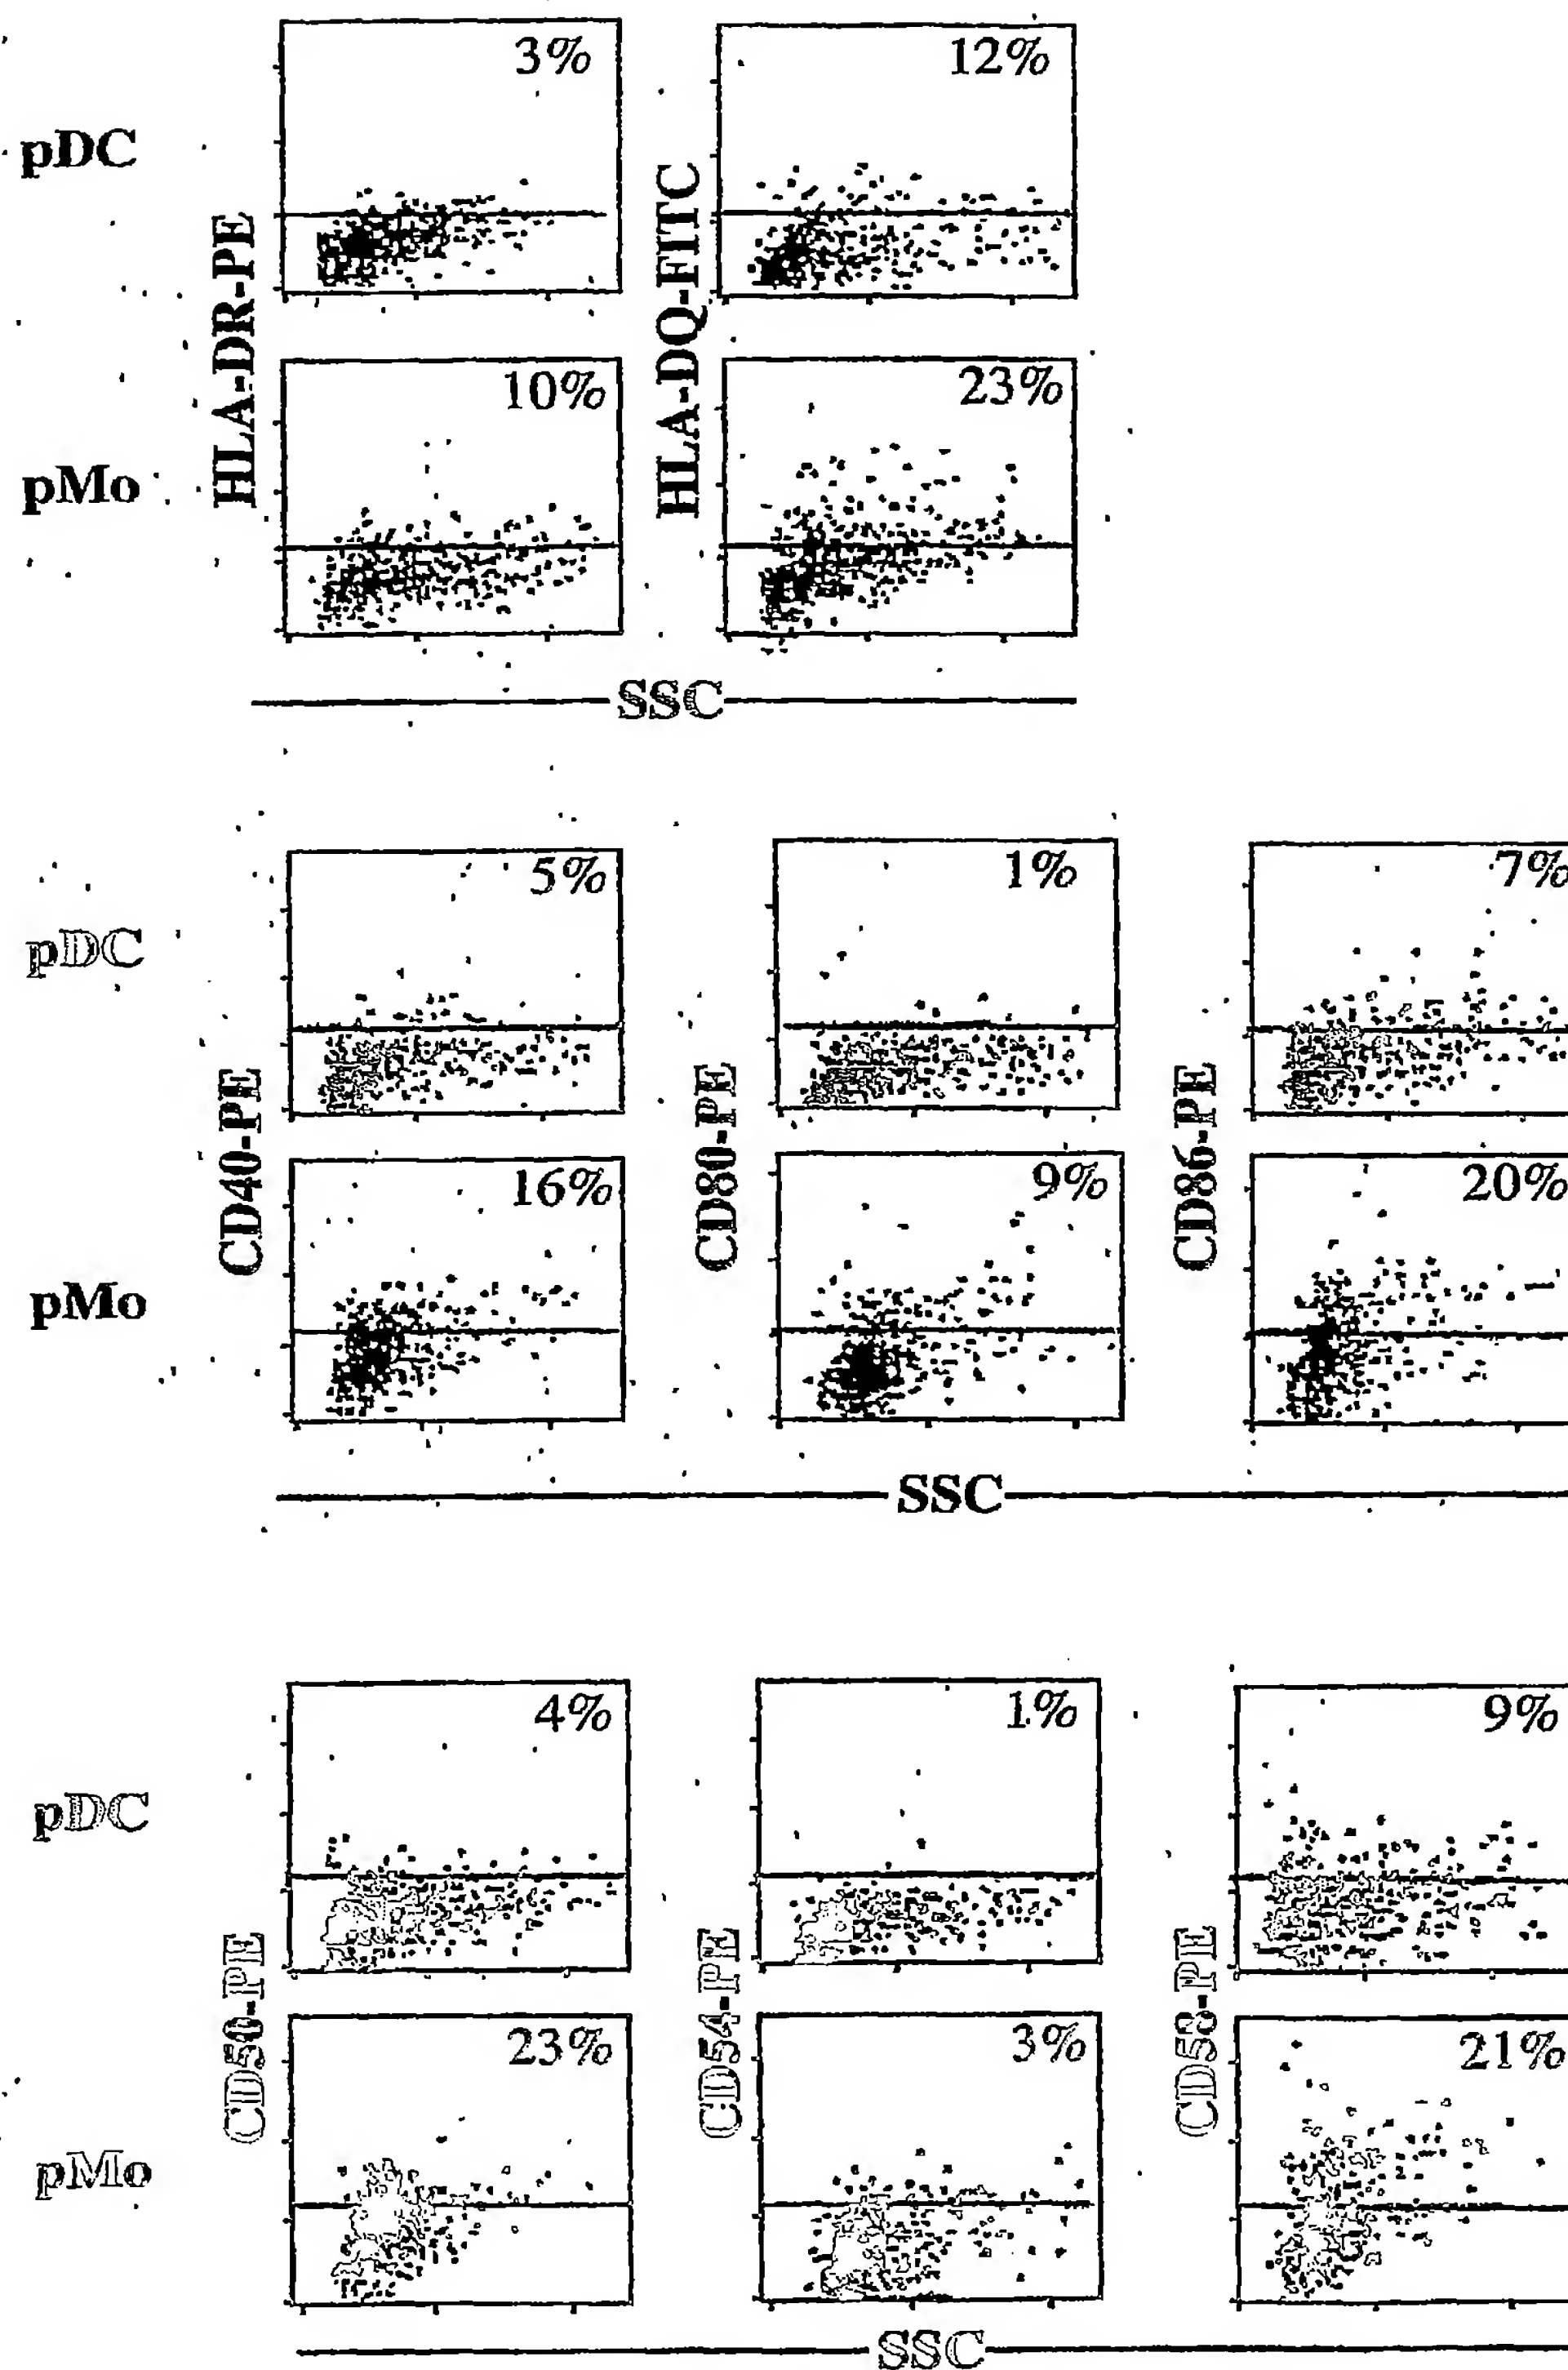 3% 12%
pDC
HLA-DR-PE
HLA-DQ-FITC
10% 23%
pMo
SSC
5% 1% 7%
pDC
CD40-PE
CD80-PE
CD86-PE
16% 9% 20%
pMo
SSC
4% 1% 9%
pDC
CD50-PE
CD54-PE
CD58-PE
23% 3% 21%
pMo
SSC